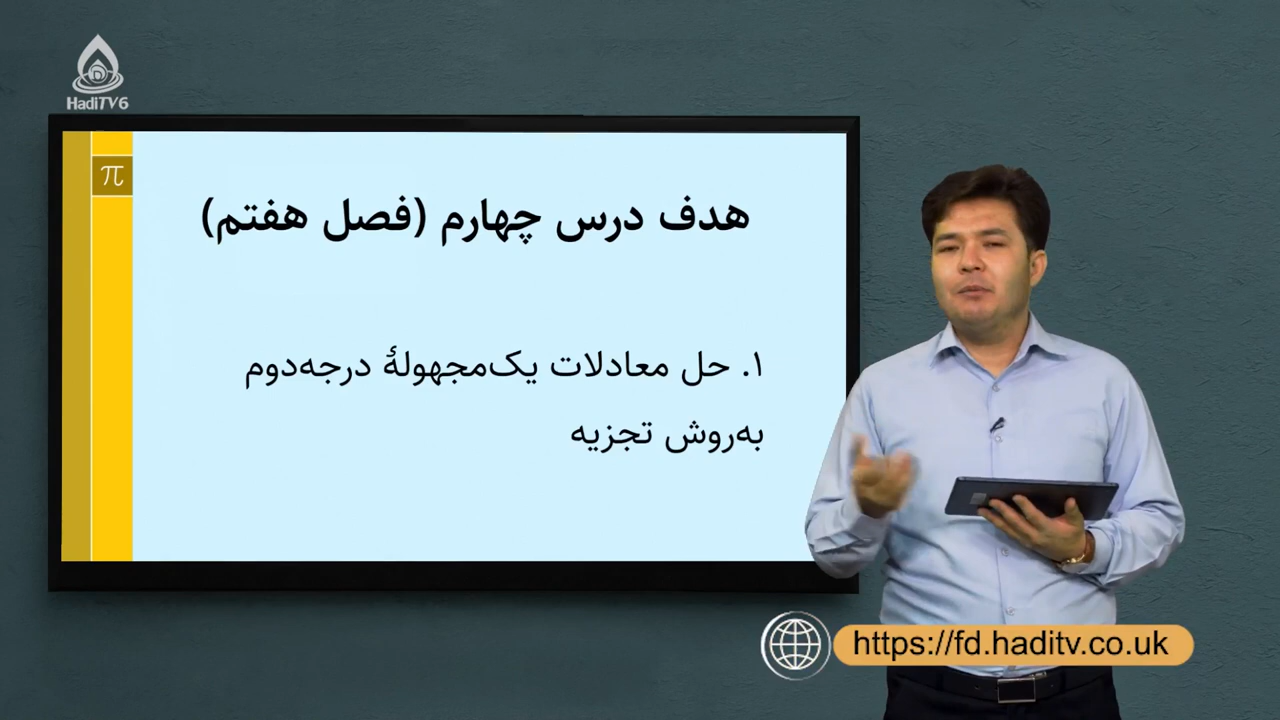 HadiTV6
π
هدف درس چهارم (فصل هفتم)
۱. حل معادلات یک‌مجهولهٔ درجه‌دوم
به‌روش تجزیه
https://fd.haditv.co.uk